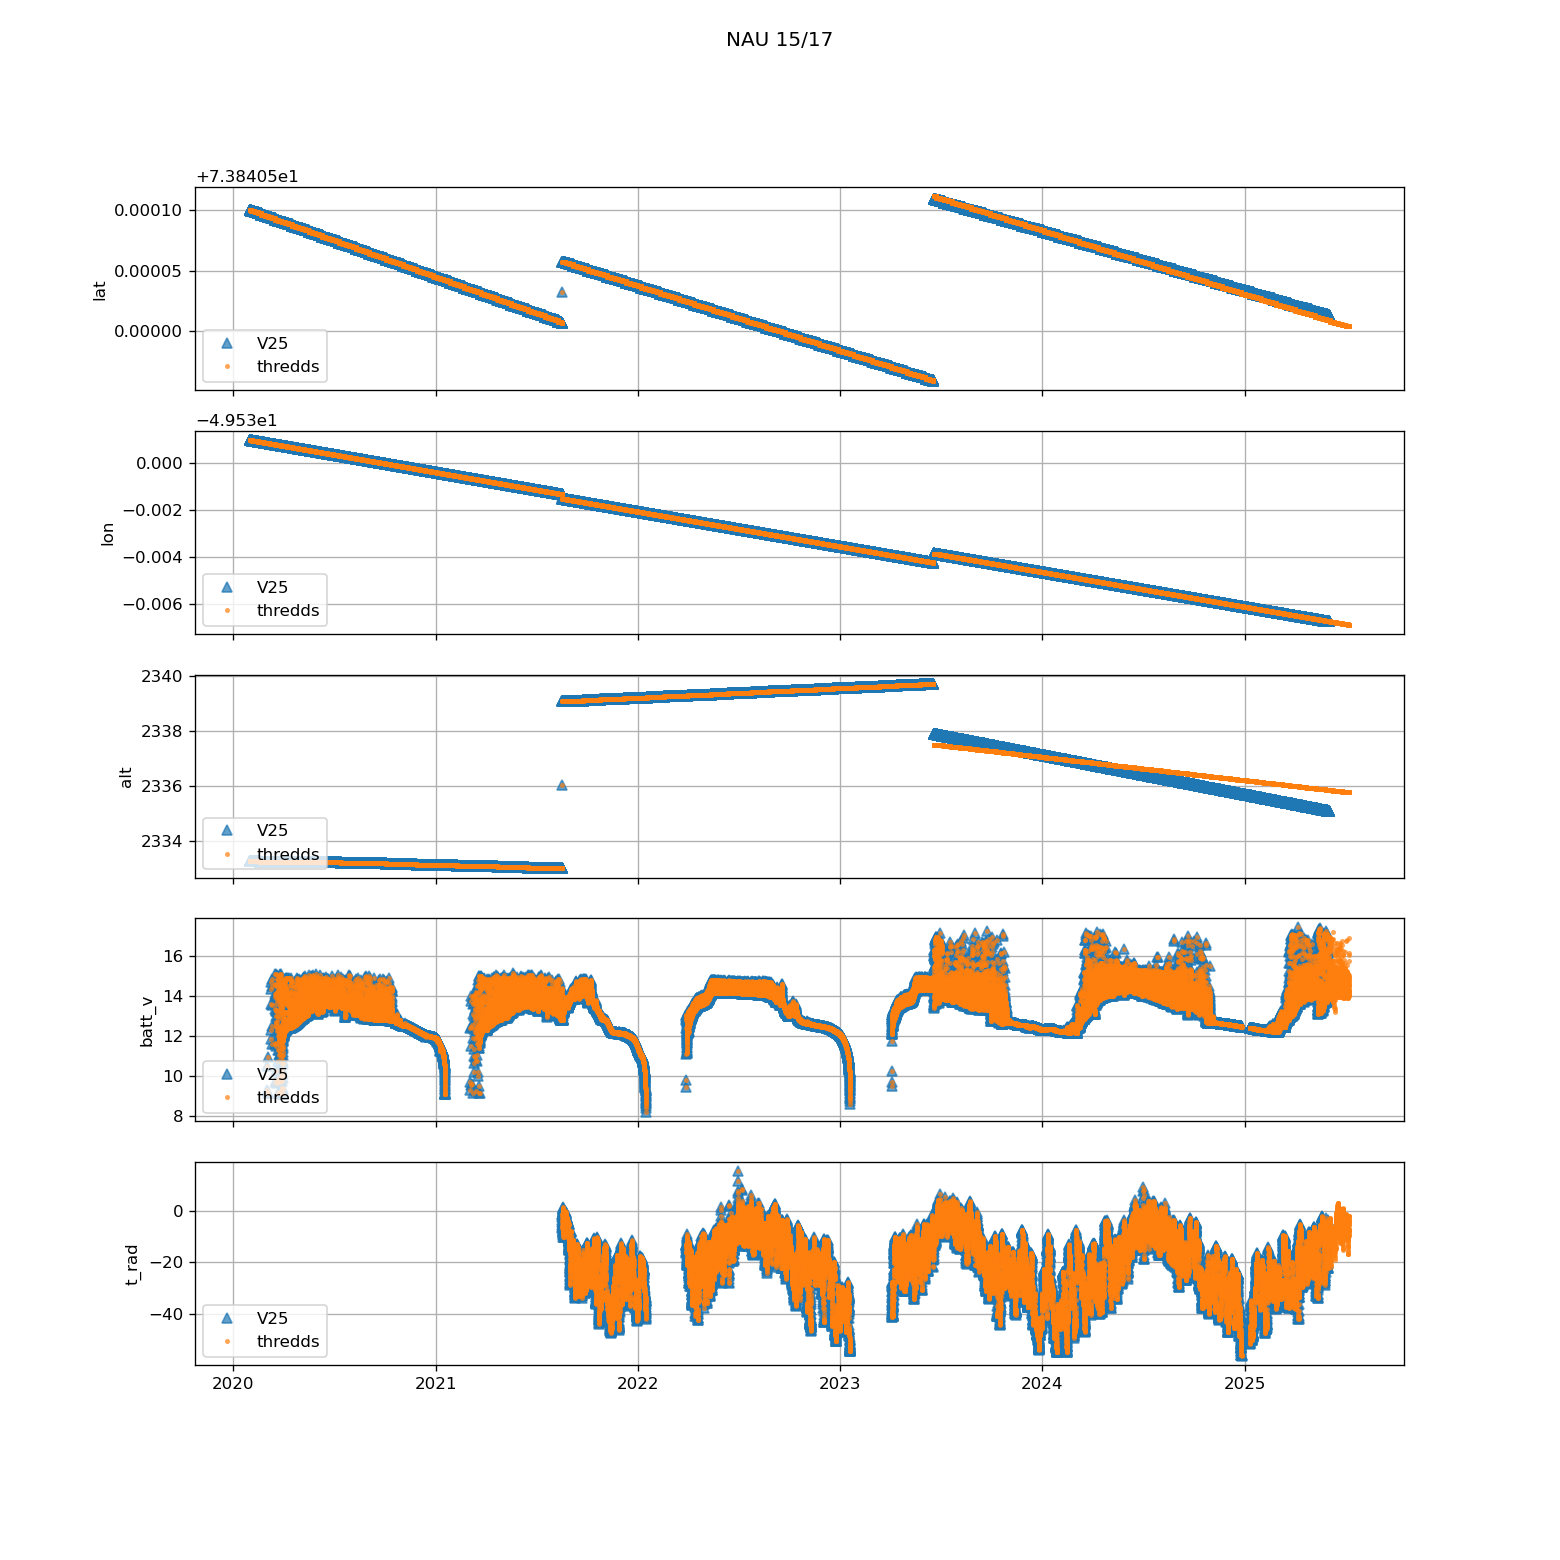 NAU 15/17
+7.38405e1
0.00010
0.00005
0.00000
lat
V25
thredds
−4.953e1
0.000
−0.002
−0.004
−0.006
lon
V25
thredds
2340
2338
2336
2334
alt
V25
thredds
16
14
12
10
8
batt_v
V25
thredds
0
−20
−40
t_rad
V25
thredds
2020 2021 2022 2023 2024 2025